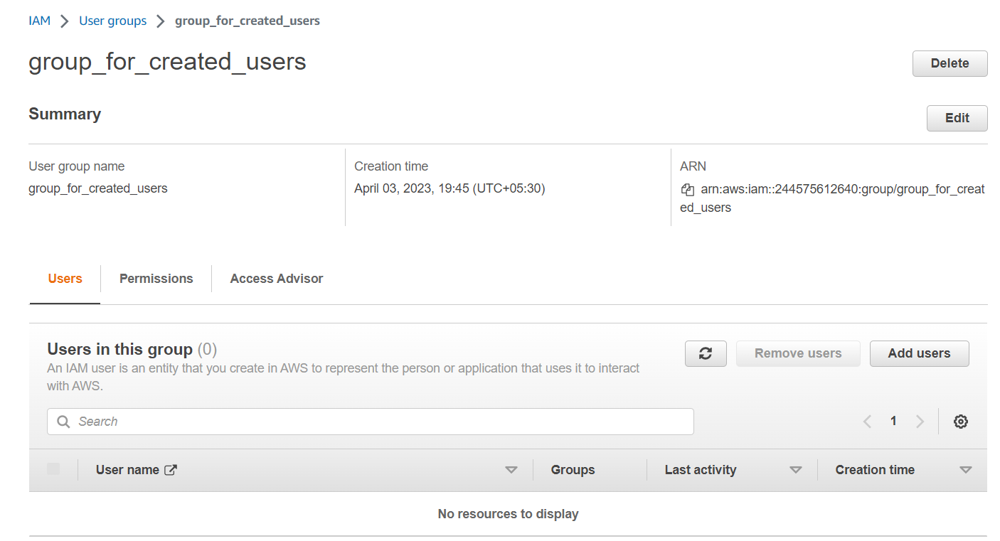 IAM > User groups > group_for_created_users
group_for_created_users
Delete
Summary
Edit
User group name
group_for_created_users
Creation time
April 03, 2023, 19:45 (UTC+05:30)
ARN
arn:aws:iam::244575612640:group/group_for_creat
ed_users
Users
Permissions
Access Advisor
Users in this group (0)
An IAM user is an entity that you create in AWS to represent the person or application that uses it to interact
with AWS.
Remove users
Add users
Search
1
User name
Groups
Last activity
Creation time
No resources to display